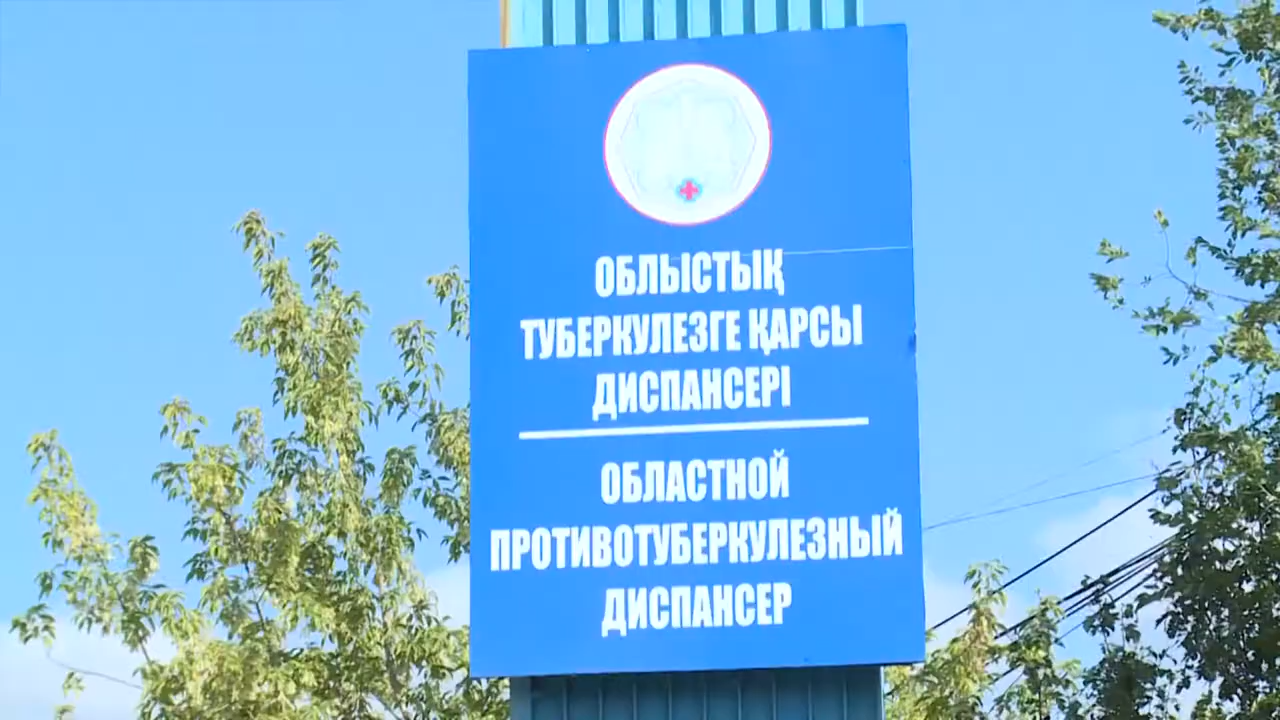 ОБЛЫСТЫҚ
ТУБЕРКУЛЕЗГЕ ҚАРСЫ
ДИСПАНСЕРІ
ОБЛАСТНОЙ
ПРОТИВОТУБЕРКУЛЕЗНЫЙ
ДИСПАНСЕР